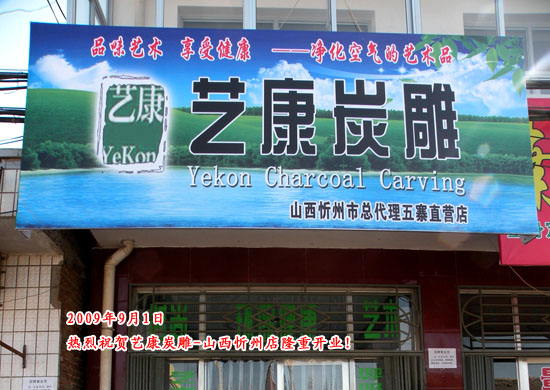 品味艺术 享受健康 ——净化空气的艺术品
艺康
YeKon
艺康炭雕
Yekon Charcoal Carving
山西忻州市总代理五寨直营店
2009年9月1日
热烈祝贺艺康炭雕-山西忻州店隆重开业!